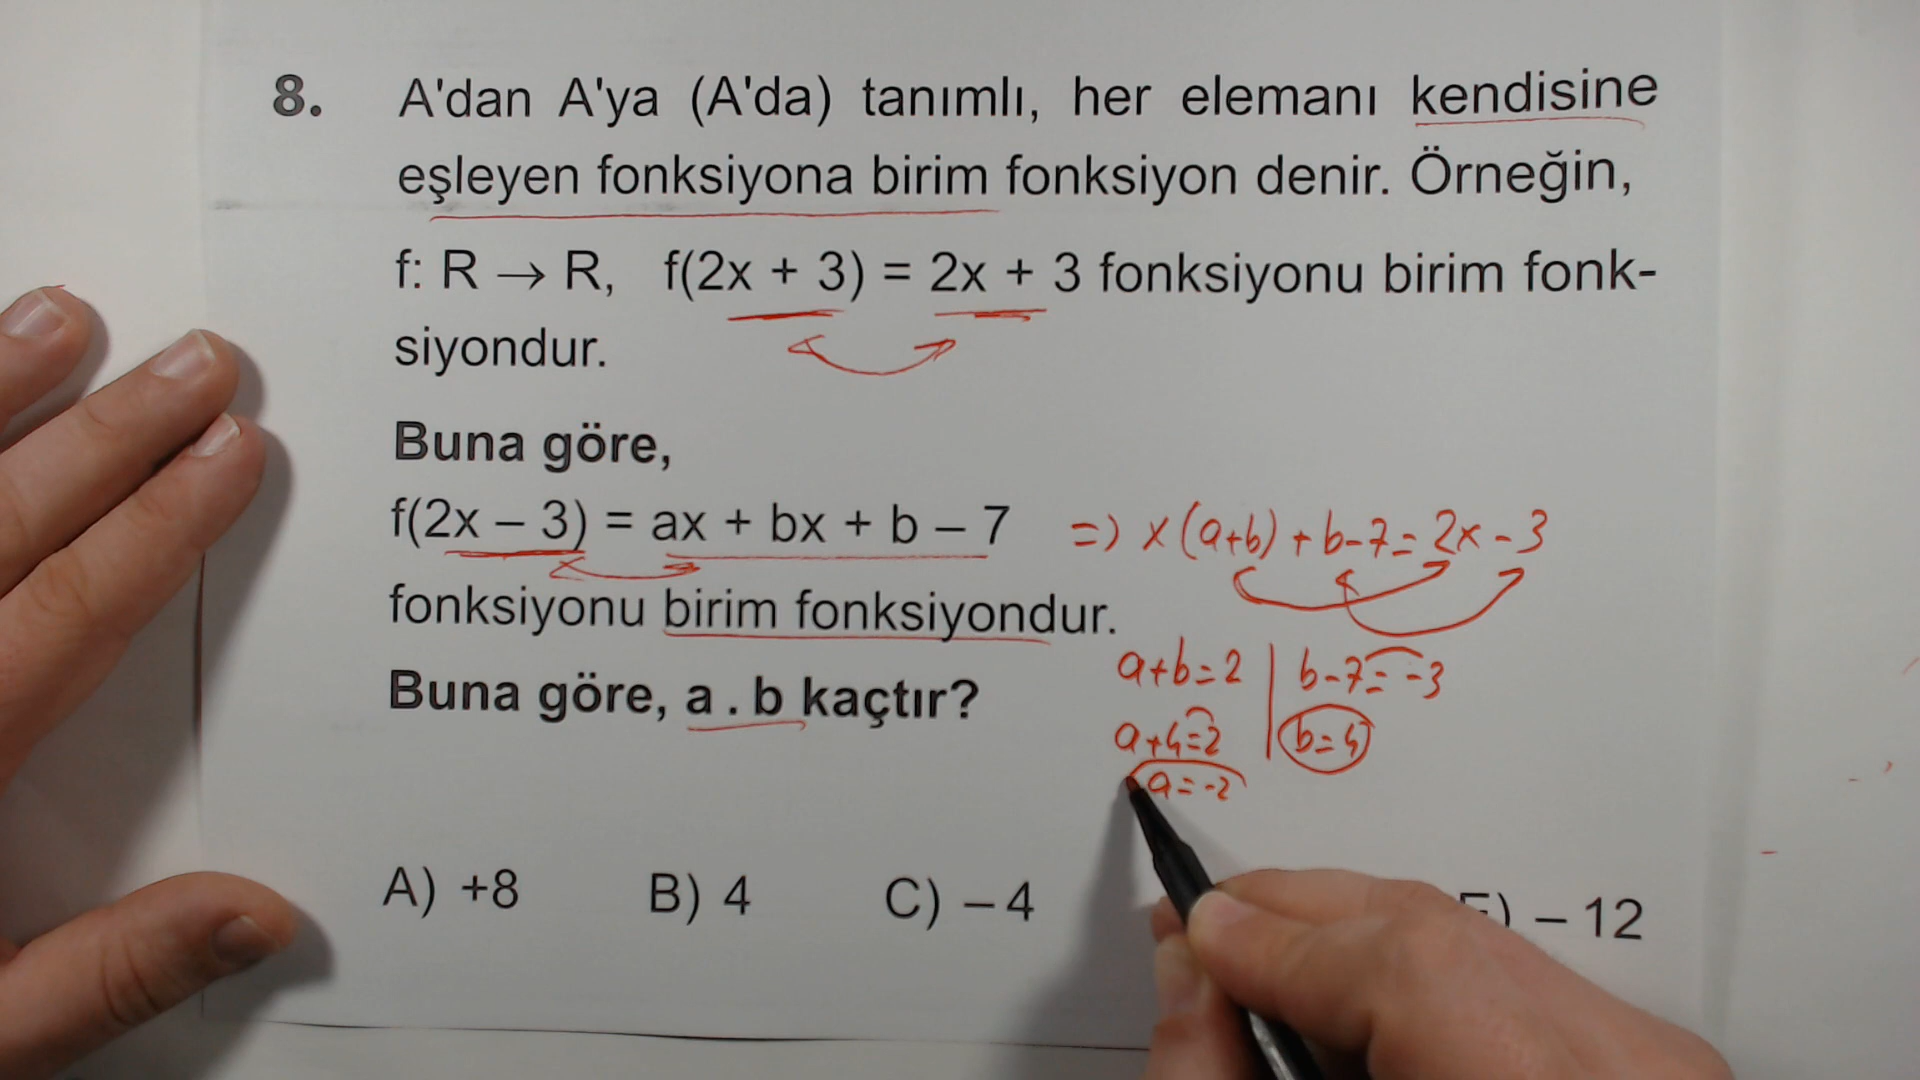 8. A'dan A'ya (A'da) tanımlı, her elemanı kendisine
eşleyen fonksiyona birim fonksiyon denir. Örneğin,
f: R → R, f(2x + 3) = 2x + 3 fonksiyonu birim fonk-
siyondur.
Buna göre,
f(2x – 3) = ax + bx + b – 7
=> x(a+b) + b-7 = 2x - 3
fonksiyonu birim fonksiyondur.
a+b=2 | b-7=-3
Buna göre, a . b kaçtır?
a+4=2 | b=4
a=-2
A) +8 B) 4 C) – 4 – 12